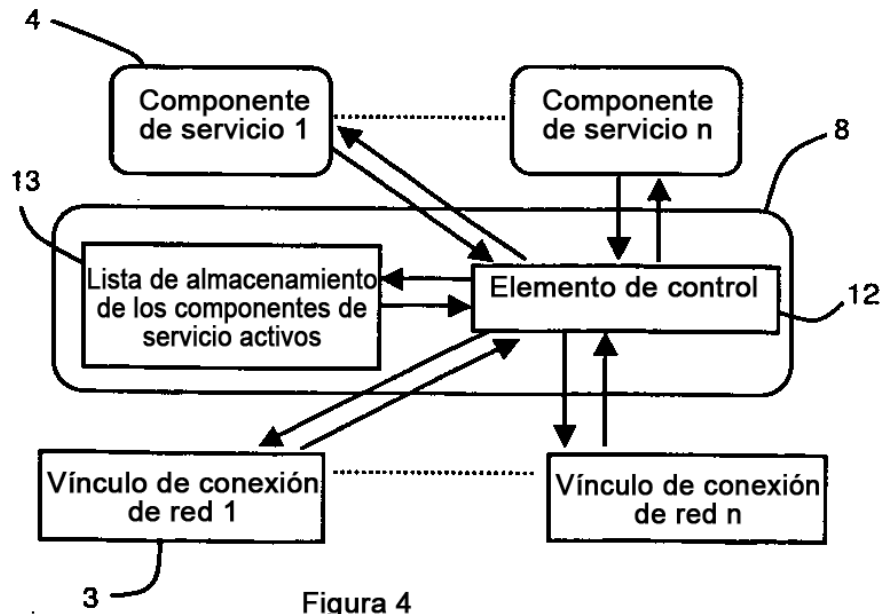 4
Componente
de servicio 1
Componente
de servicio n
8
13
Lista de almacenamiento
de los componentes de
servicio activos
Elemento de control
12
Vínculo de conexión
de red 1
Vínculo de conexión
de red n
3
Figura 4